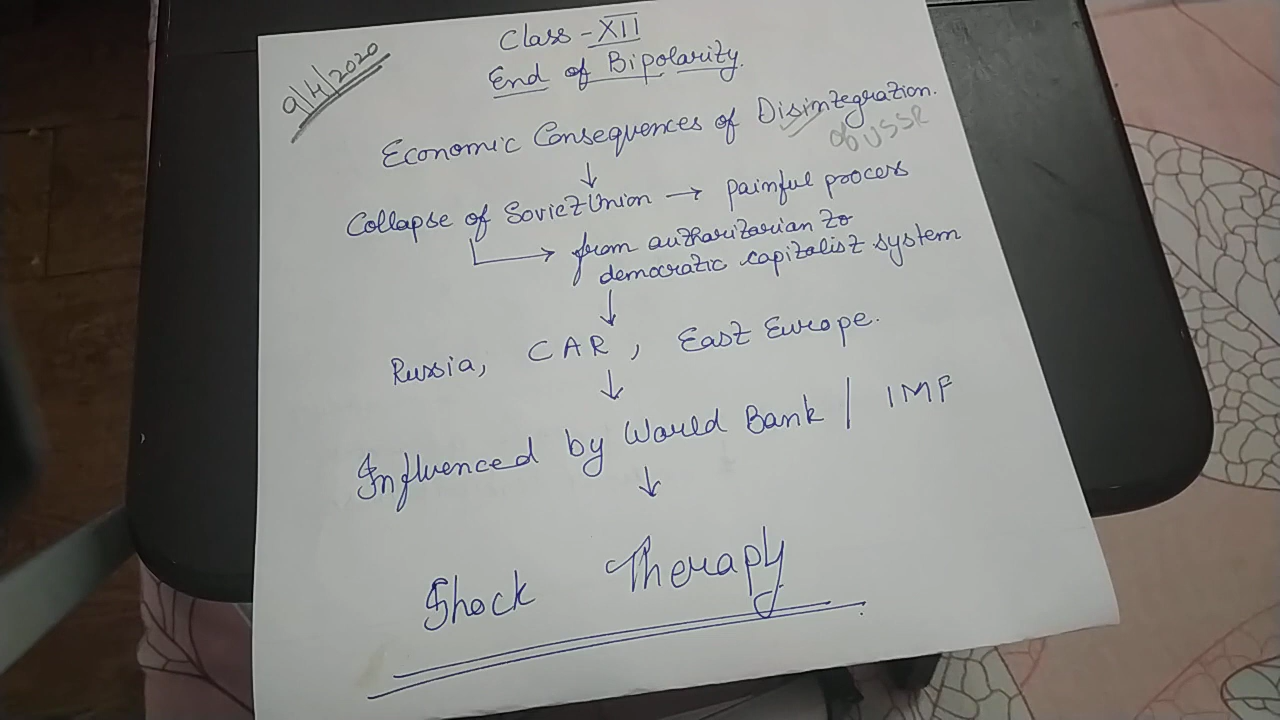 9/4/2020
Class - XII
End of Bipolarity.
Economic Consequences of Disintegration.
of USSR
↓
Collapse of Soviet Union → painful process
→ from autharitarian to
democratic capitalist system
↓
Russia, CAR, East Europe.
↓
Influenced by World Bank / IMF
↓
Shock Therapy